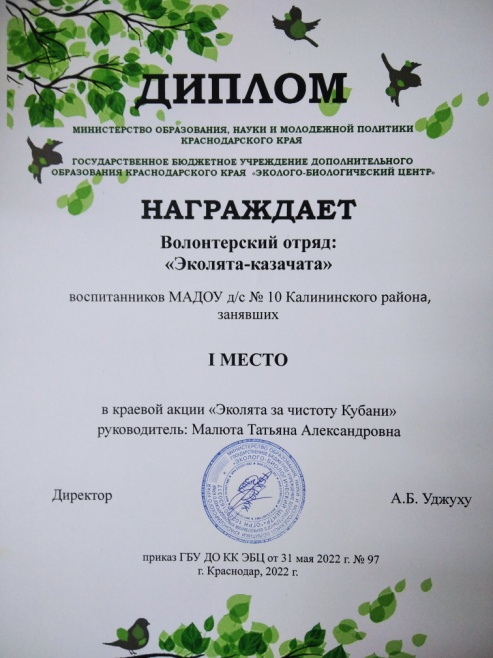 ДИПЛОМ
МИНИСТЕРСТВО ОБРАЗОВАНИЯ, НАУКИ И МОЛОДЕЖНОЙ ПОЛИТИКИ
КРАСНОДАРСКОГО КРАЯ
ГОСУДАРСТВЕННОЕ БЮДЖЕТНОЕ УЧРЕЖДЕНИЕ ДОПОЛНИТЕЛЬНОГО
ОБРАЗОВАНИЯ КРАСНОДАРСКОГО КРАЯ «ЭКОЛОГО-БИОЛОГИЧЕСКИЙ ЦЕНТР»
НАГРАЖДАЕТ
Волонтерский отряд:
«Эколята-казачата»
воспитанников МАДОУ д/с № 10 Калининского района,
занявших
I МЕСТО
в краевой акции «Эколята за чистоту Кубани»
руководитель: Малюта Татьяна Александровна
Директор
А.Б. Уджуху
приказ ГБУ ДО КК ЭБЦ от 31 мая 2022 г. № 97
г. Краснодар, 2022 г.